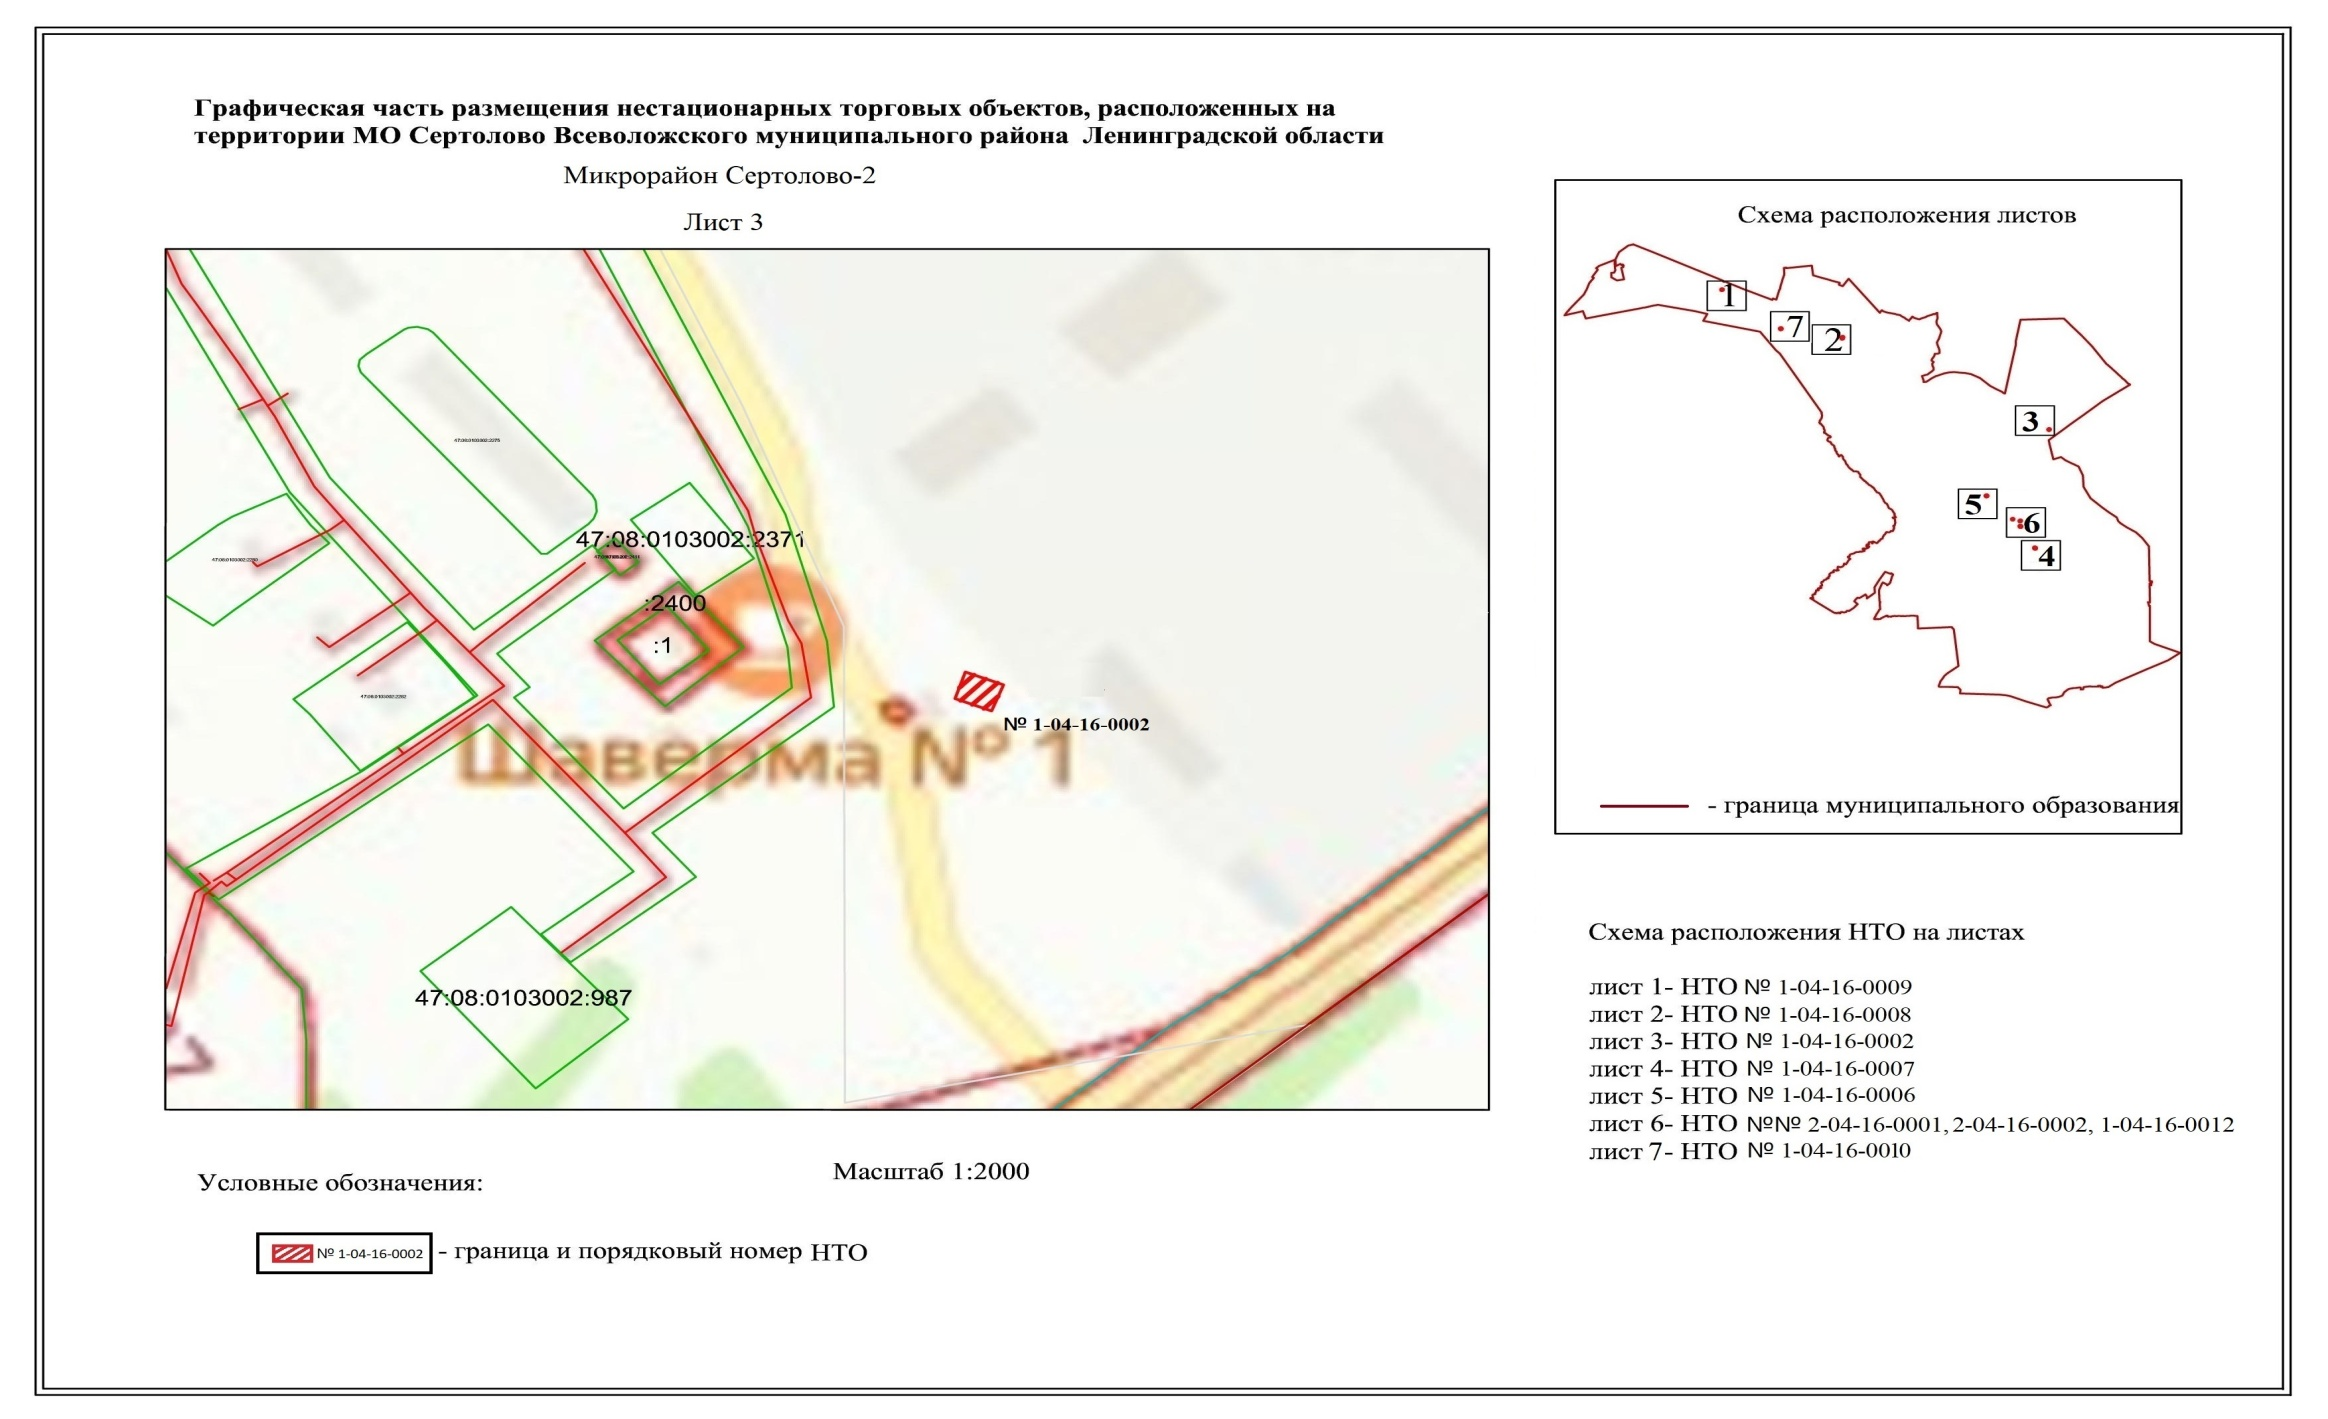 Графическая часть размещения нестационарных торговых объектов, расположенных на
территории МО Сертолово Всеволожского муниципального района Ленинградской области
Микрорайон Сертолово-2
Лист 3
47:08:0103002:2371
:2400
:1
№ 1-04-16-0002
Шаверма № 1
47:08:0103002:987
Масштаб 1:2000
Условные обозначения:
№ 1-04-16-0002 - граница и порядковый номер НТО
Схема расположения листов
1
7
2
3
5
6
4
- граница муниципального образования
Схема расположения НТО на листах
лист 1- НТО № 1-04-16-0009
лист 2- НТО № 1-04-16-0008
лист 3- НТО № 1-04-16-0002
лист 4- НТО № 1-04-16-0007
лист 5- НТО № 1-04-16-0006
лист 6- НТО №№ 2-04-16-0001, 2-04-16-0002, 1-04-16-0012
лист 7- НТО № 1-04-16-0010